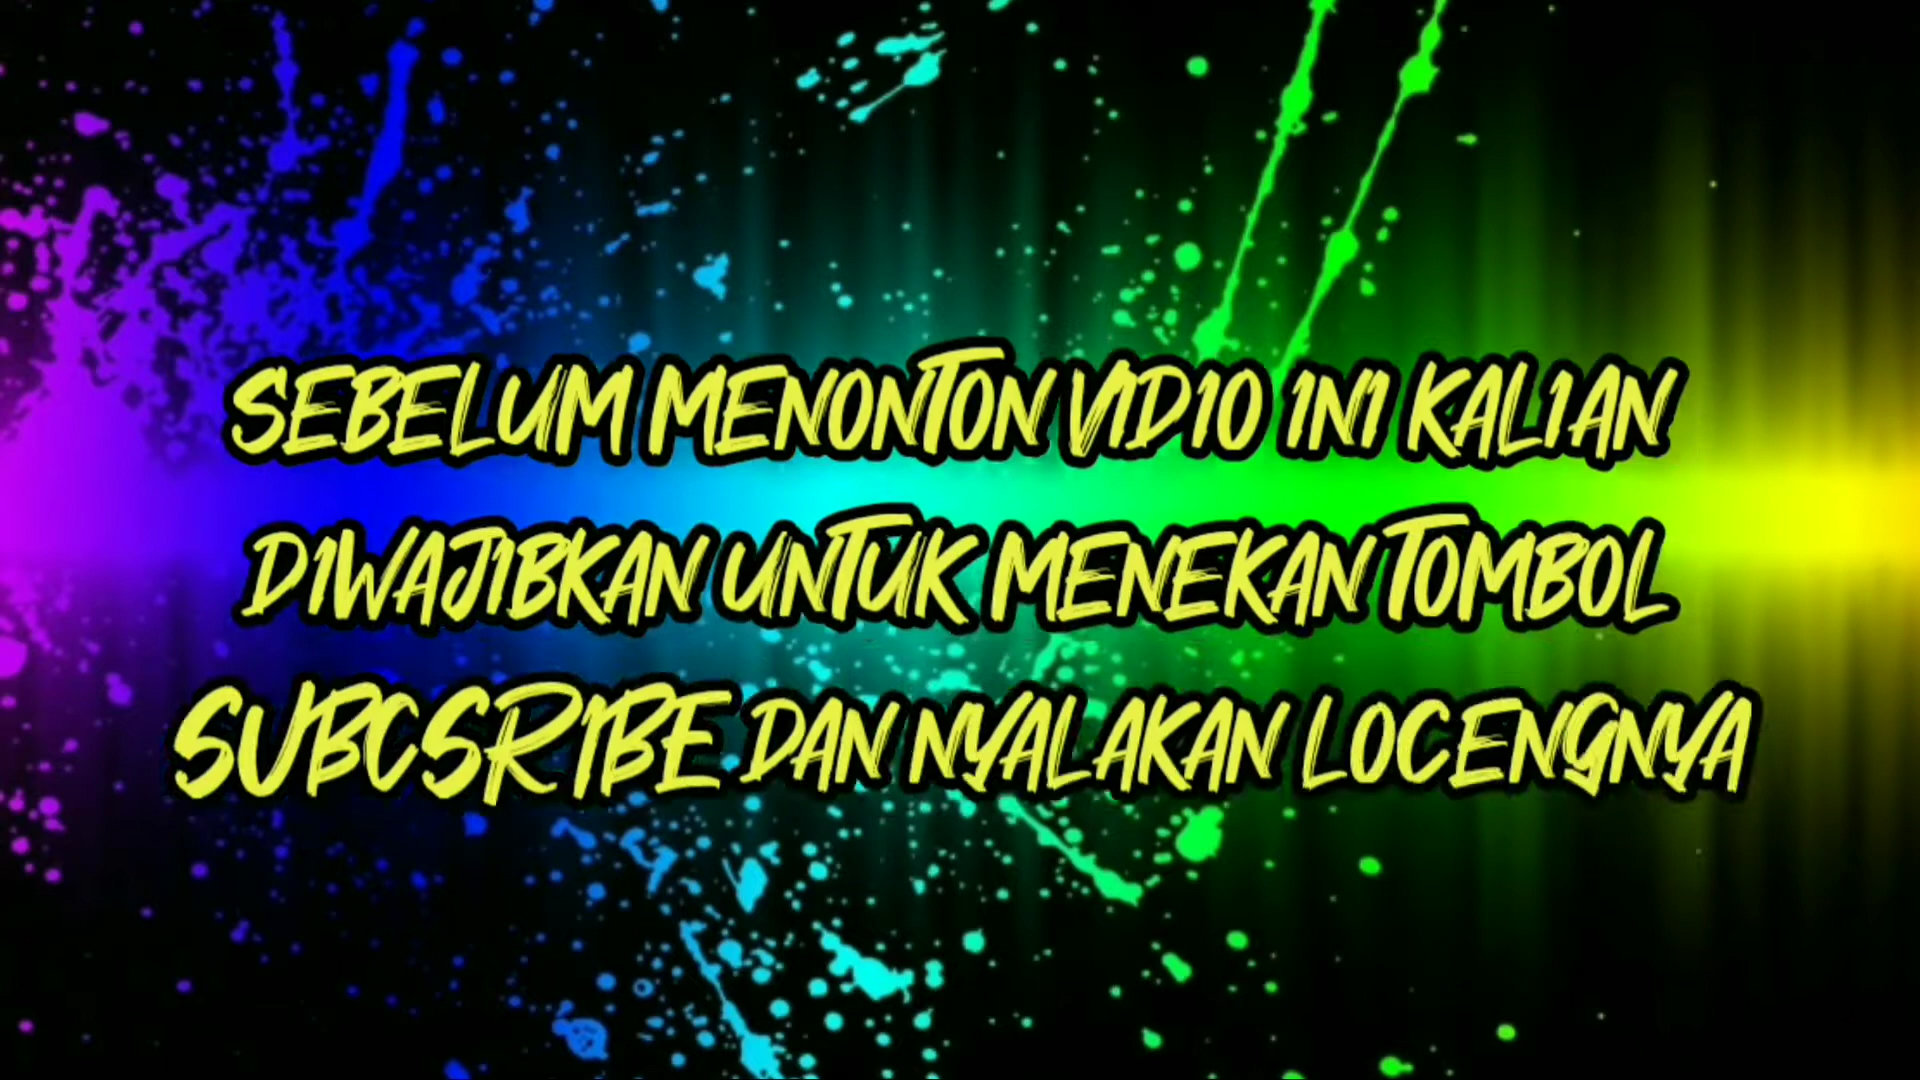 SEBELUM MENONTON VIDIO INI KALIAN
DIWAJIBKAN UNTUK MENEKAN TOMBOL
SUBCSRIBE DAN NYALAKAN LOCENGNYA